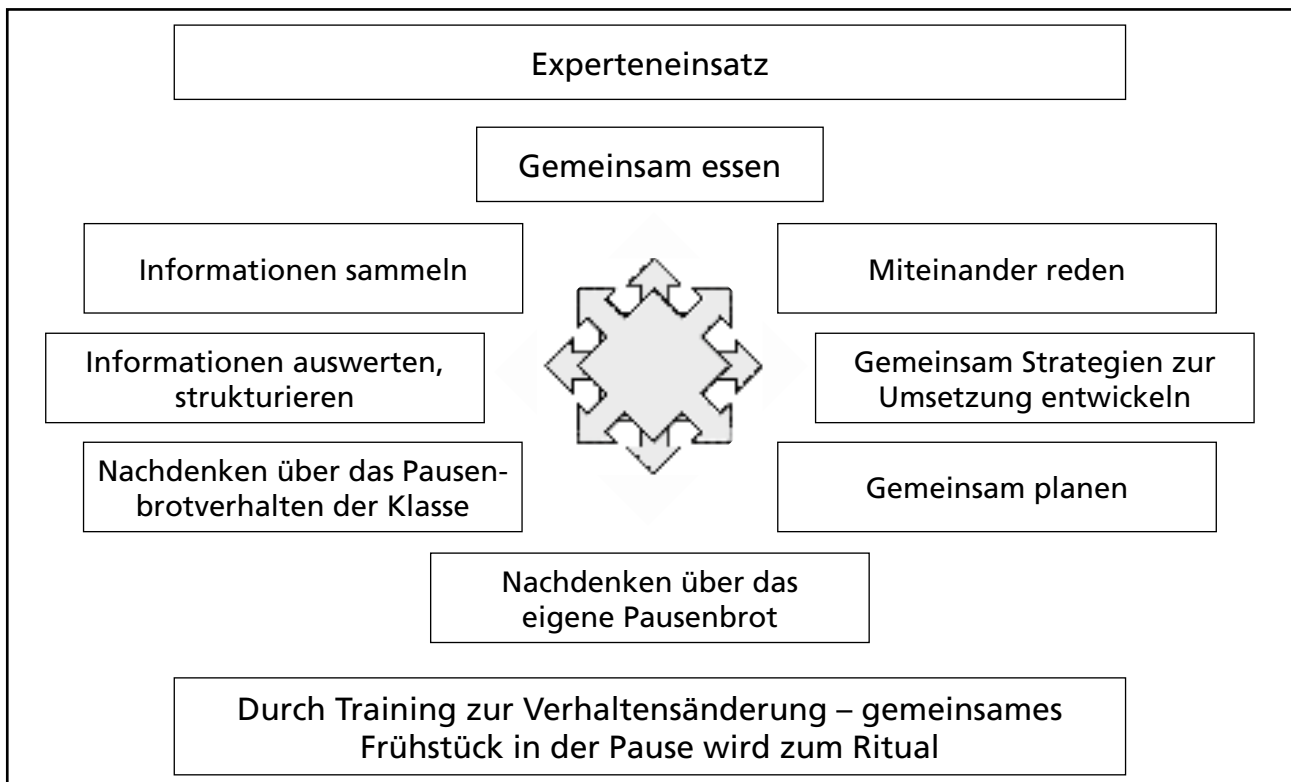 Experteneinsatz
Gemeinsam essen
Informationen sammeln
Miteinander reden
Informationen auswerten,
strukturieren
Gemeinsam Strategien zur
Umsetzung entwickeln
Nachdenken über das Pausen-
brotverhalten der Klasse
Gemeinsam planen
Nachdenken über das
eigene Pausenbrot
Durch Training zur Verhaltensänderung – gemeinsames
Frühstück in der Pause wird zum Ritual